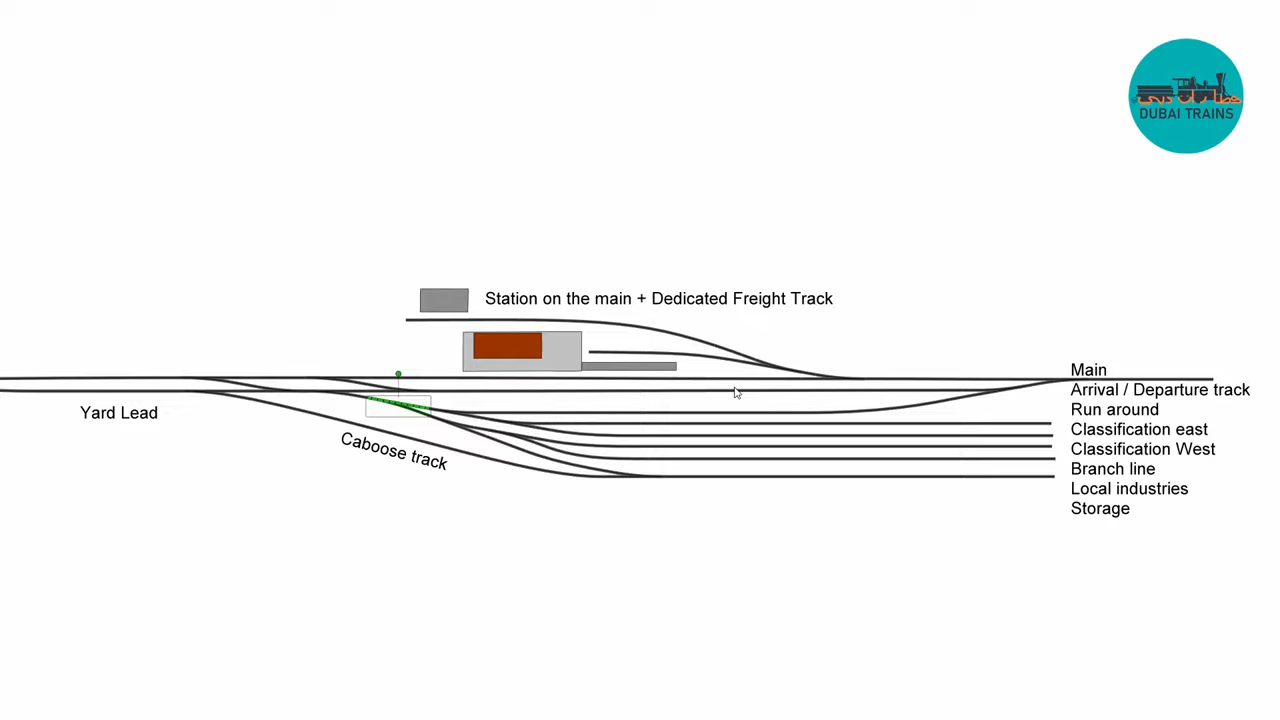 DUBAI TRAINS
Station on the main + Dedicated Freight Track
Main
Arrival / Departure track
Run around
Classification east
Classification West
Branch line
Local industries
Storage
Yard Lead
Caboose track